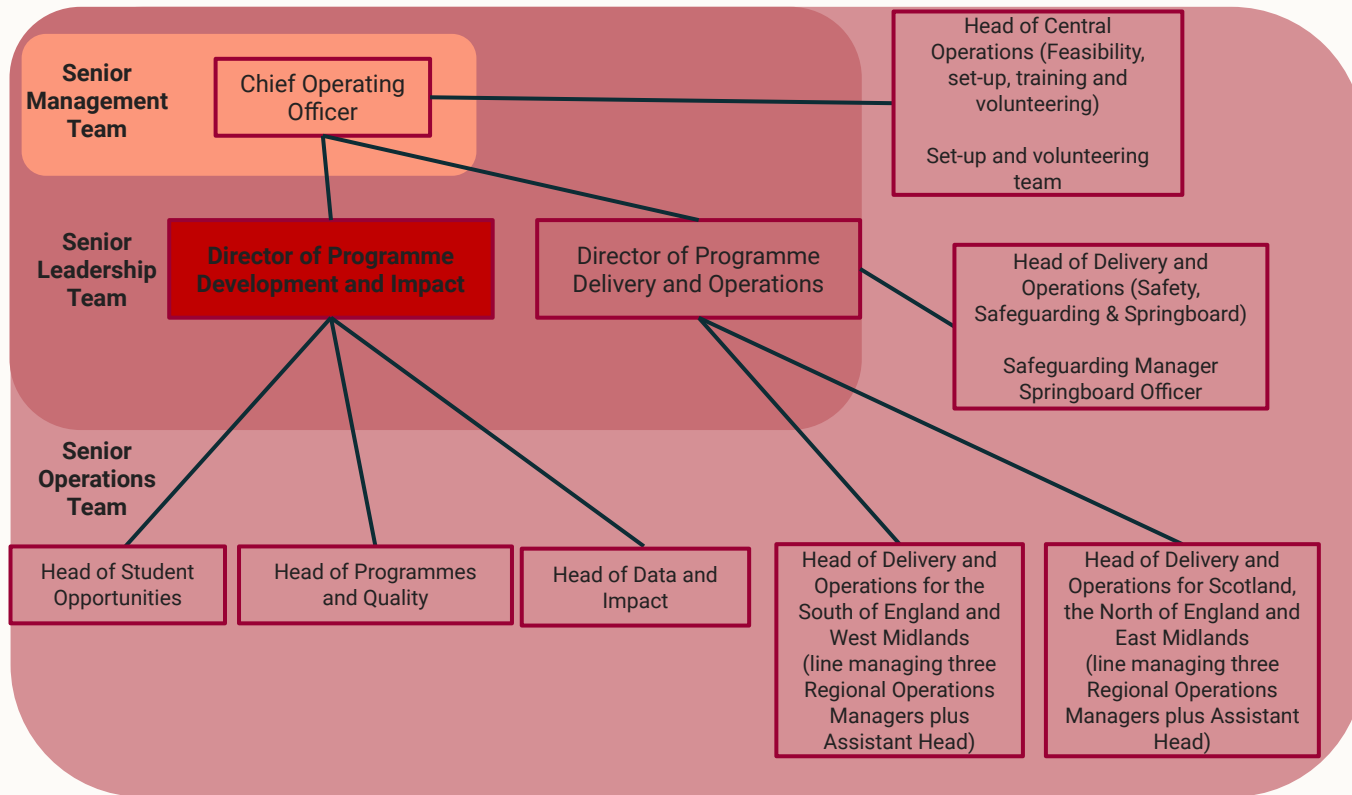 Senior
Management
Team
Chief Operating
Officer
Head of Central
Operations (Feasibility,
set-up, training and
volunteering)
Set-up and volunteering
team
Senior
Leadership
Team
Director of Programme
Development and Impact
Director of Programme
Delivery and Operations
Head of Delivery and
Operations (Safety,
Safeguarding & Springboard)
Safeguarding Manager
Springboard Officer
Senior
Operations
Team
Head of Student
Opportunities
Head of Programmes
and Quality
Head of Data and
Impact
Head of Delivery and
Operations for the
South of England and
West Midlands
(line managing three
Regional Operations
Managers plus
Assistant Head)
Head of Delivery and
Operations for Scotland,
the North of England and
East Midlands
(line managing three
Regional Operations
Managers plus Assistant
Head)